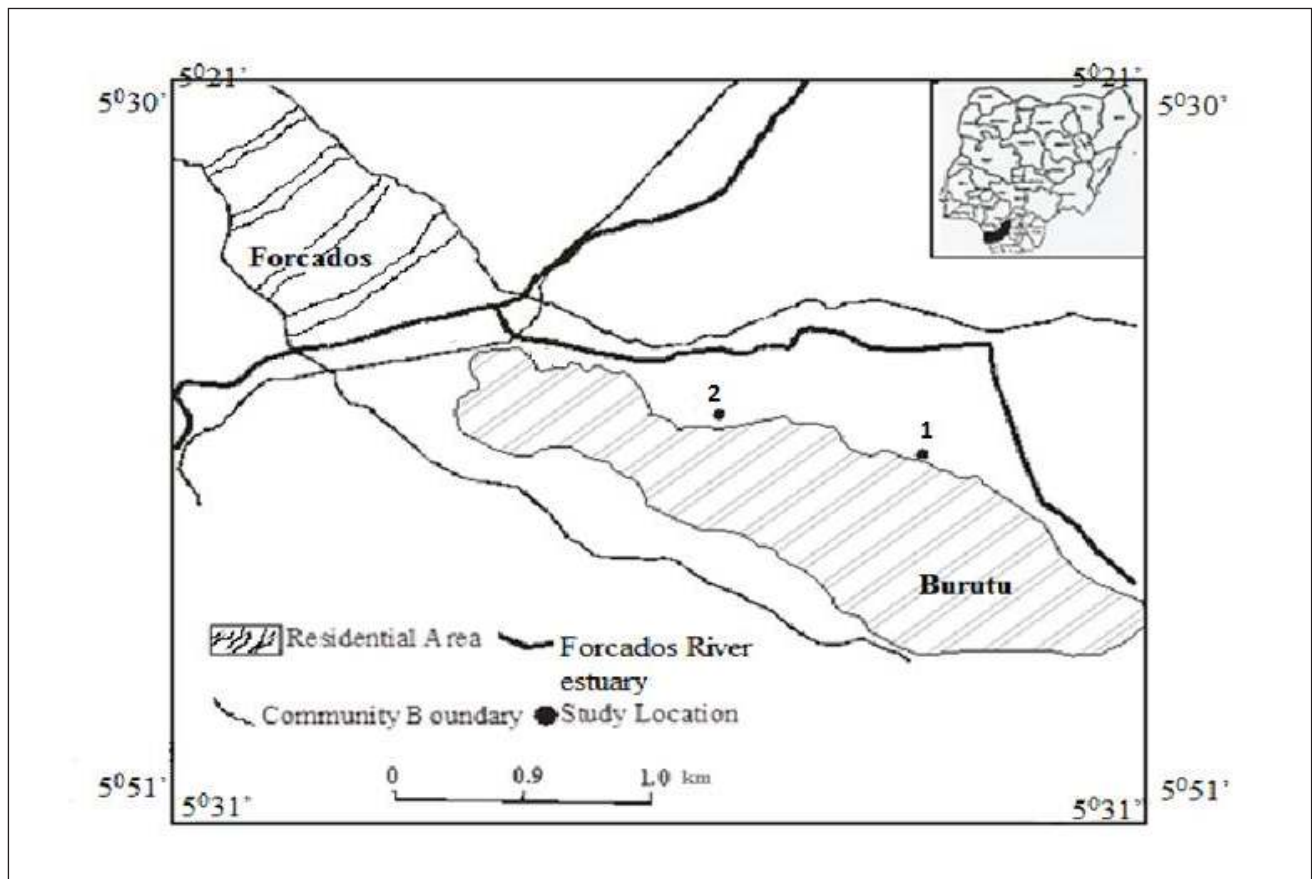 5⁰21' 5⁰21'
5⁰30' 5⁰30'
Forcados
2
1
Burutu
Residential Area Forcados River
estuary
Community Boundary Study Location
0 0.9 1.0 km
5⁰51' 5⁰51'
5⁰31' 5⁰31'